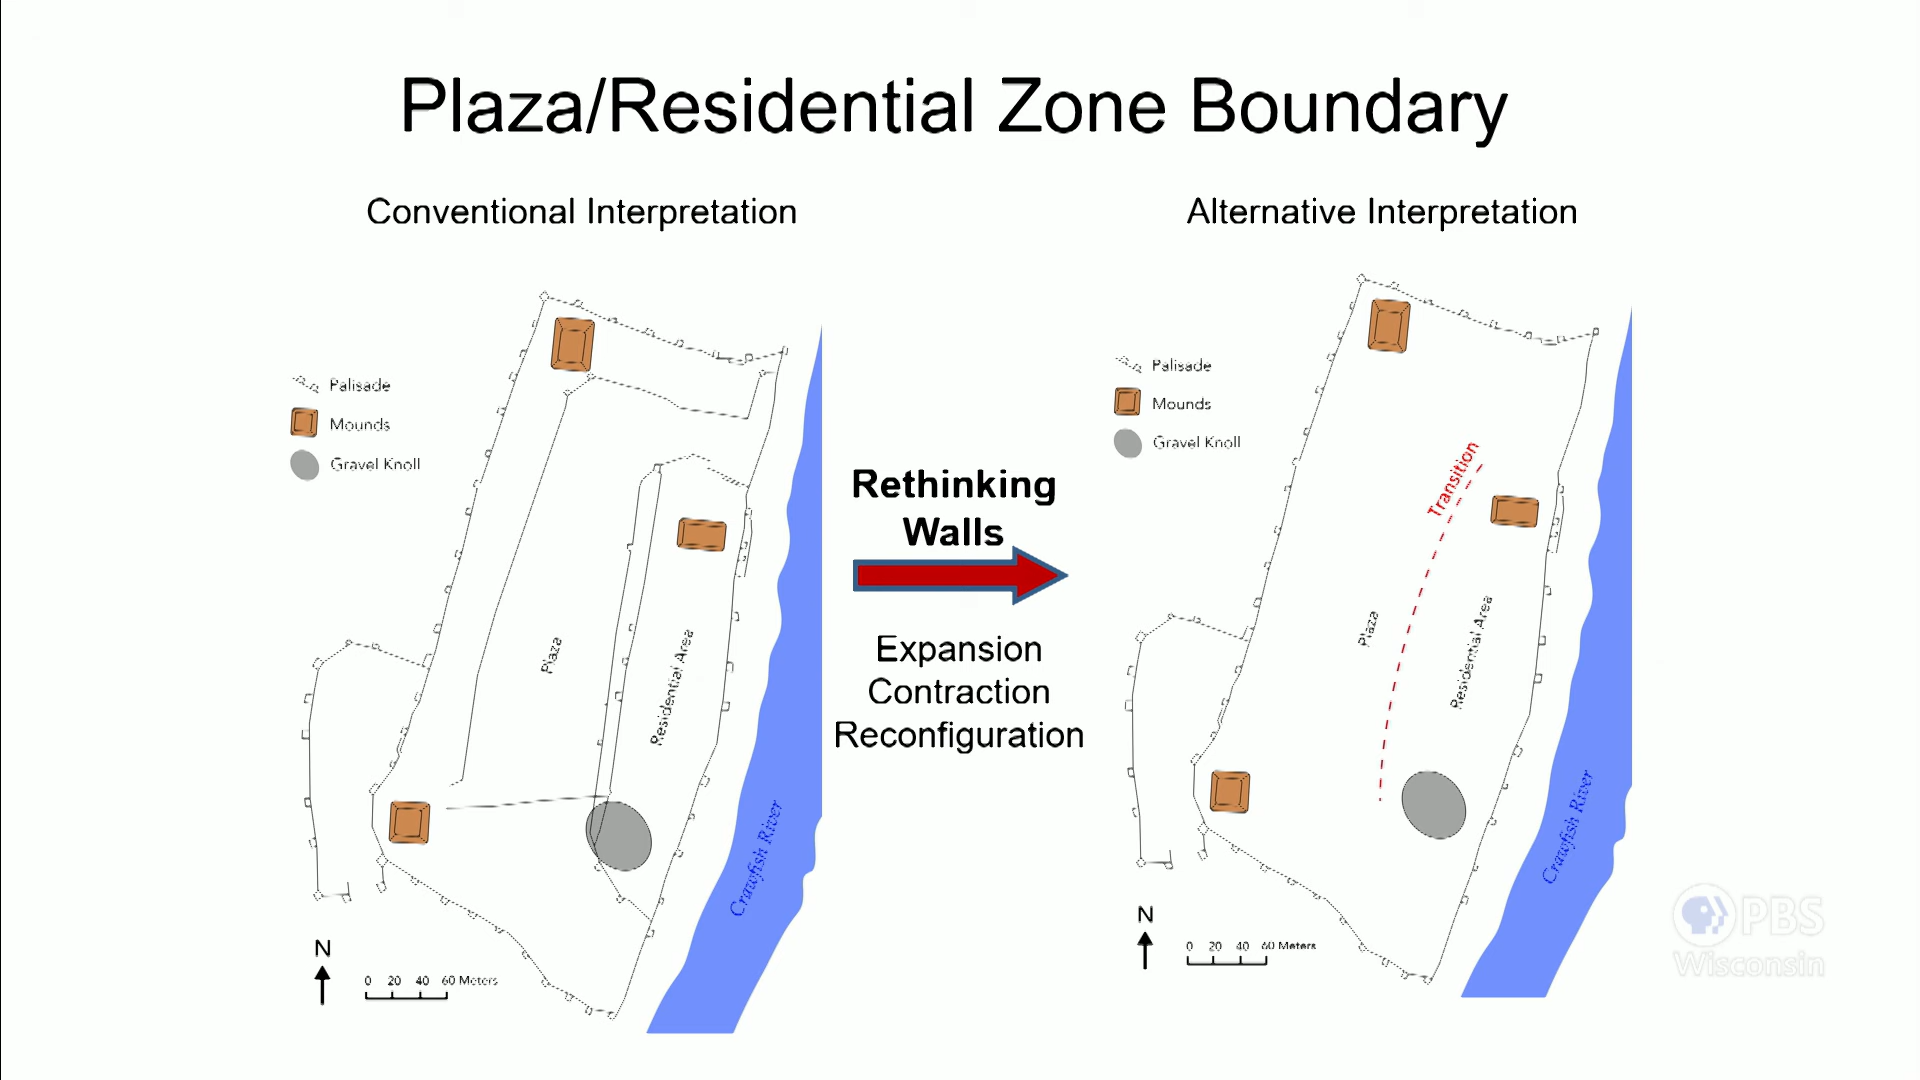 Plaza/Residential Zone Boundary
Conventional Interpretation
Palisade
Mounds
Gravel Knoll
Plaza
Residential Area
Crawfish River
N
0 20 40 60 Meters
Rethinking
Walls
Expansion
Contraction
Reconfiguration
Alternative Interpretation
Palisade
Mounds
Gravel Knoll
Transition
Plaza
Residential Area
Crawfish River
N
0 20 40 60 Meters
PBS
Wisconsin